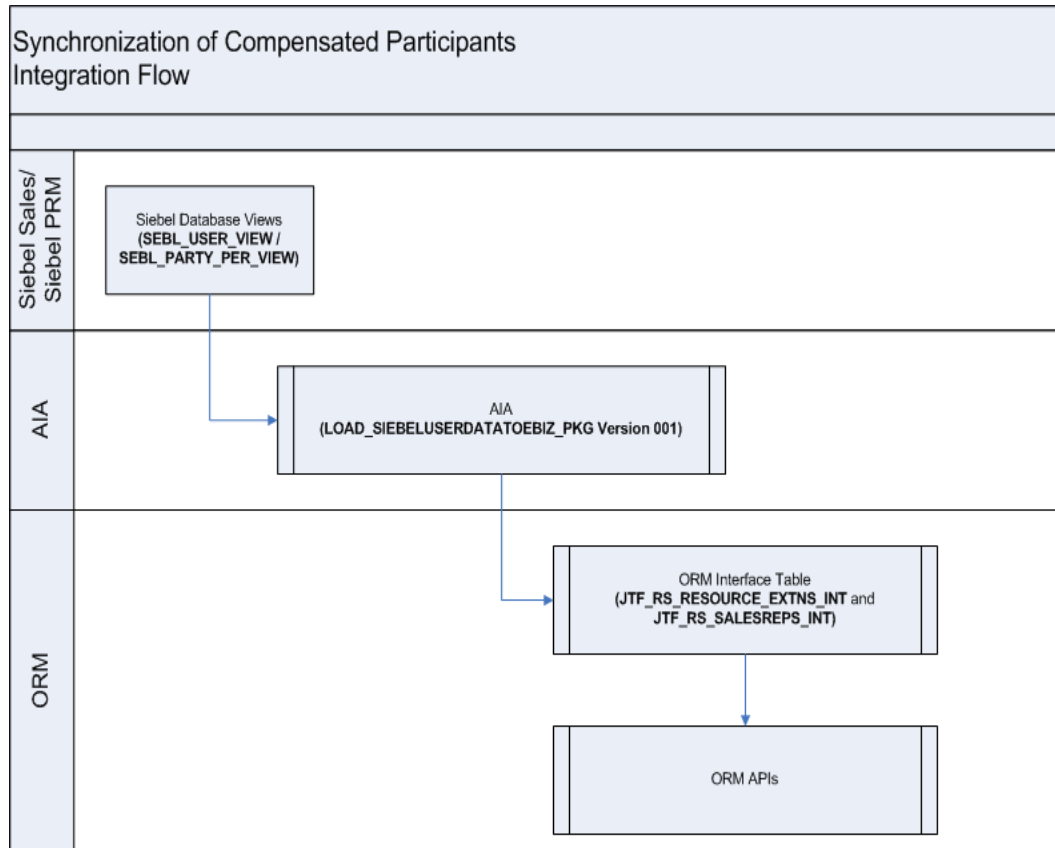 Synchronization of Compensated Participants
Integration Flow
Siebel Sales/
Siebel PRM
Siebel Database Views
(SEBL_USER_VIEW /
SEBL_PARTY_PER_VIEW)
AIA
AIA
(LOAD_SIEBELUSERDATATOEBIZ_PKG Version 001)
ORM
ORM Interface Table
(JTF_RS_RESOURCE_EXTNS_INT and
JTF_RS_SALESREPS_INT)
ORM APIs